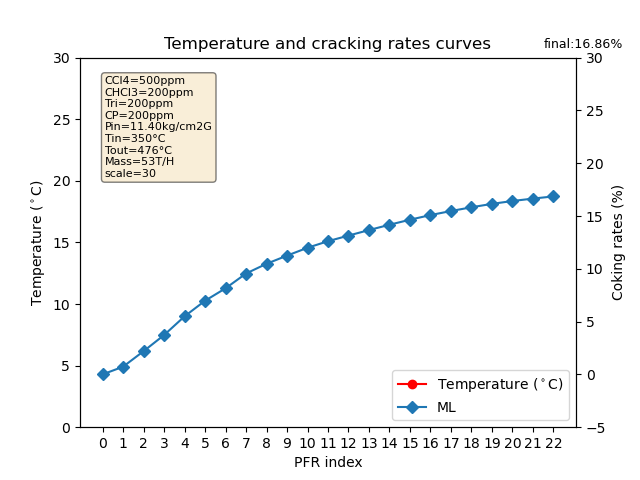 Temperature and cracking rates curves
final:16.86%
CCl4=500ppm
CHCl3=200ppm
Tri=200ppm
CP=200ppm
Pin=11.40kg/cm2G
Tin=350°C
Tout=476°C
Mass=53T/H
scale=30
30
25
20
15
10
5
0
Temperature (°C)
30
25
20
15
10
5
0
−5
Coking rates (%)
Temperature (°C)
ML
0 1 2 3 4 5 6 7 8 9 10 11 12 13 14 15 16 17 18 19 20 21 22
PFR index